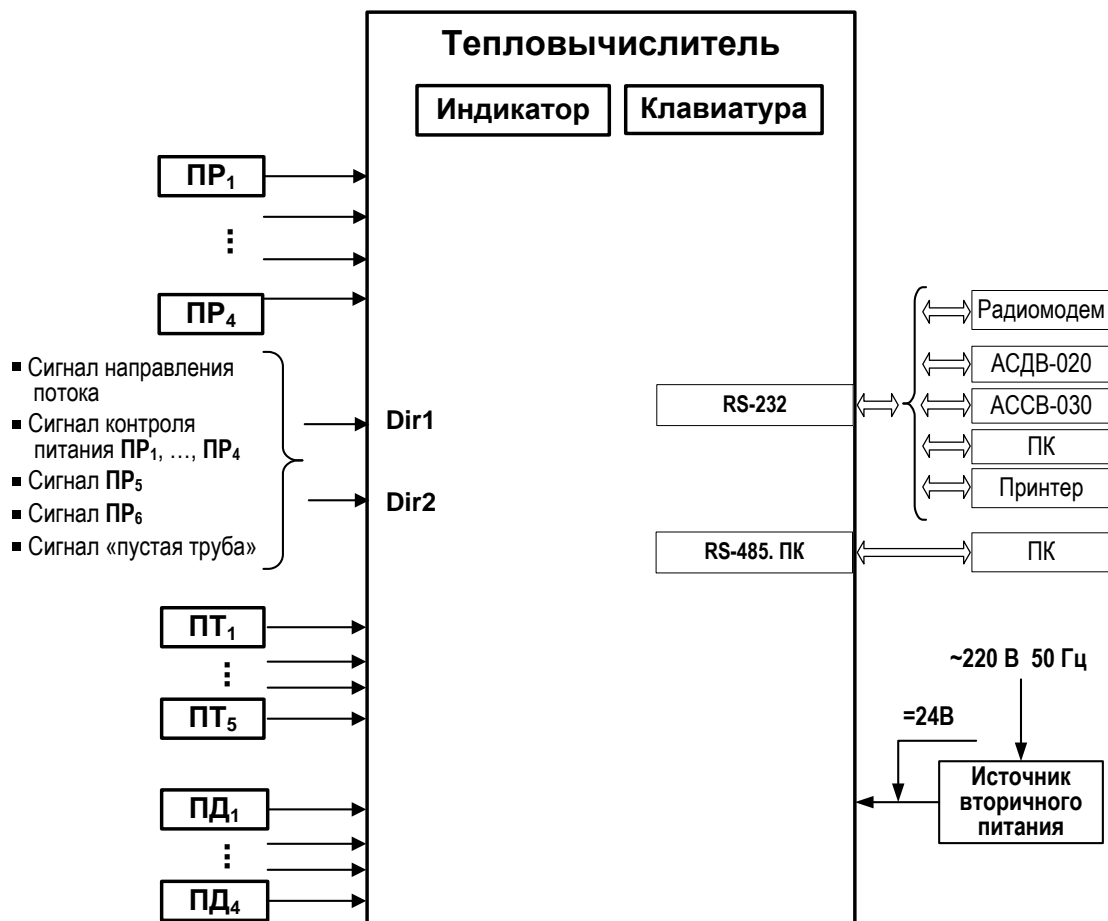 Тепловычислитель
Индикатор
Клавиатура
ПР₁
⋮
ПР₄
▪ Сигнал направления
потока
▪ Сигнал контроля
питания ПР₁, ..., ПР₄
▪ Сигнал ПР₅
▪ Сигнал ПР₆
▪ Сигнал «пустая труба»
Dir1
Dir2
ПТ₁
⋮
ПТ₅
ПД₁
⋮
ПД₄
RS-232
Радиомодем
АСДВ-020
АССВ-030
ПК
Принтер
RS-485. ПК
ПК
~220 В 50 Гц
=24В
Источник
вторичного
питания